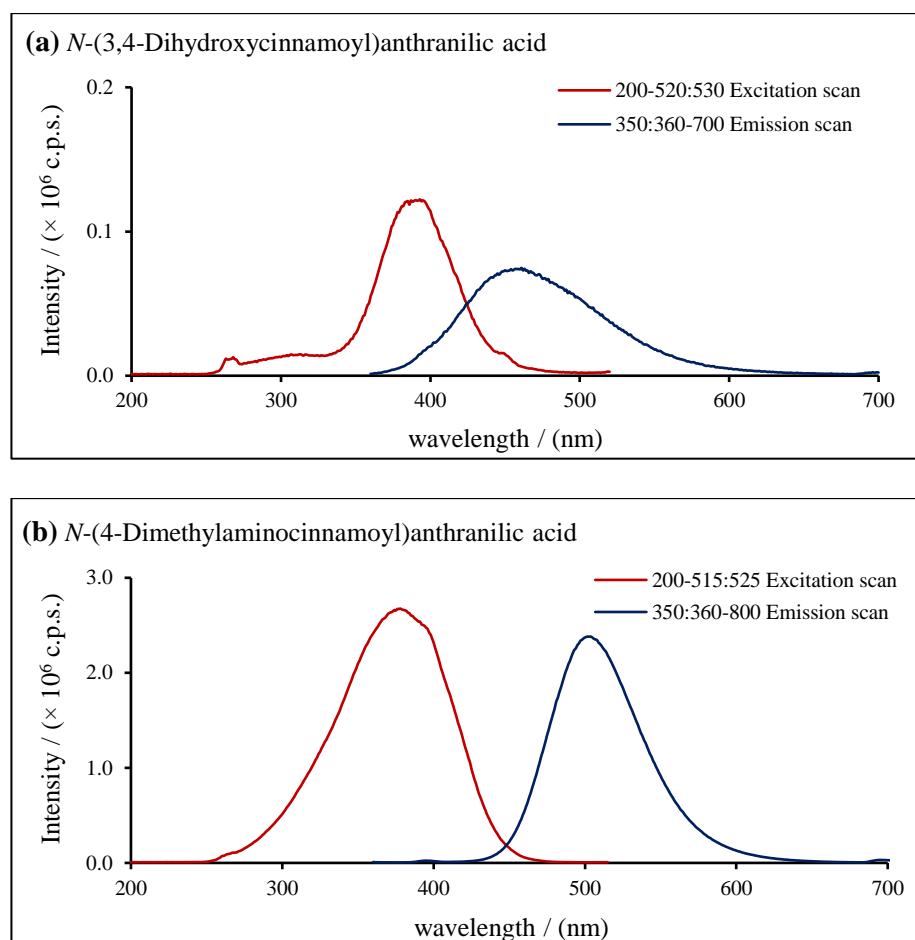 (a) N-(3,4-Dihydroxycinnamoyl)anthranilic acid
0.2
200-520:530 Excitation scan
350:360-700 Emission scan
Intensity / (× 10⁶ c.p.s.)
0.1
0.0
200 300 400 500 600 700
wavelength / (nm)
(b) N-(4-Dimethylaminocinnamoyl)anthranilic acid
3.0
200-515:525 Excitation scan
350:360-800 Emission scan
Intensity / (× 10⁶ c.p.s.)
2.0
1.0
0.0
200 300 400 500 600 700
wavelength / (nm)